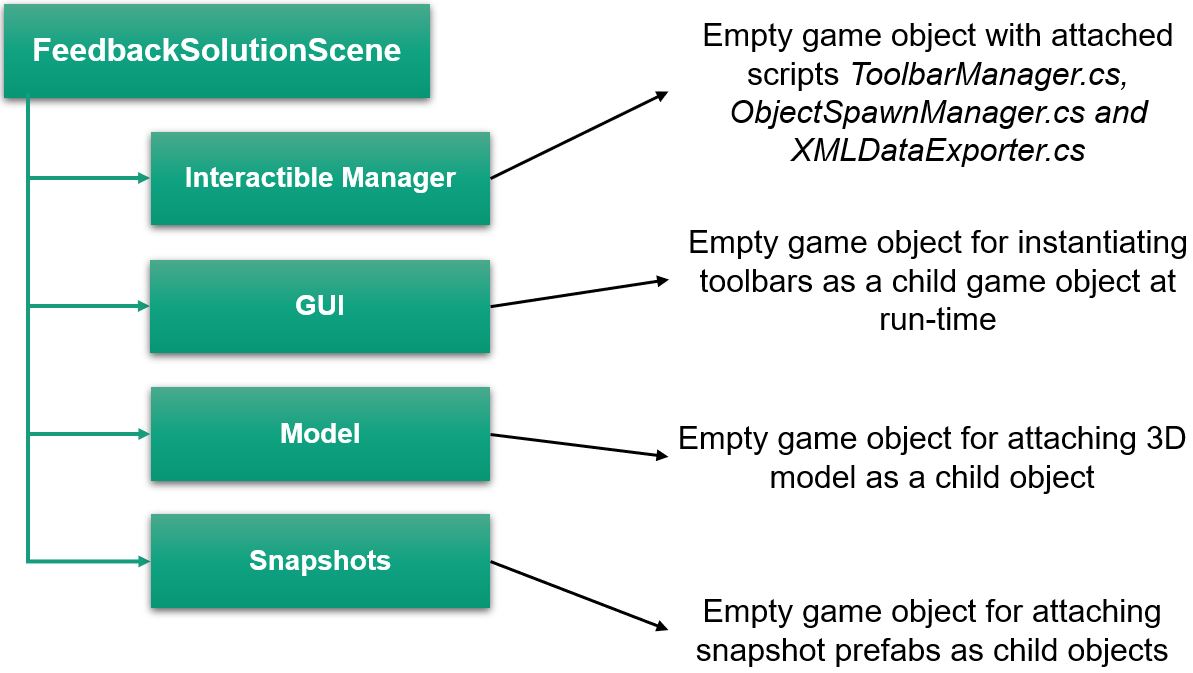 FeedbackSolutionScene
Interactible Manager
Empty game object with attached
scripts ToolbarManager.cs,
ObjectSpawnManager.cs and
XMLDataExporter.cs
GUI
Empty game object for instantiating
toolbars as a child game object at
run-time
Model
Empty game object for attaching 3D
model as a child object
Snapshots
Empty game object for attaching
snapshot prefabs as child objects